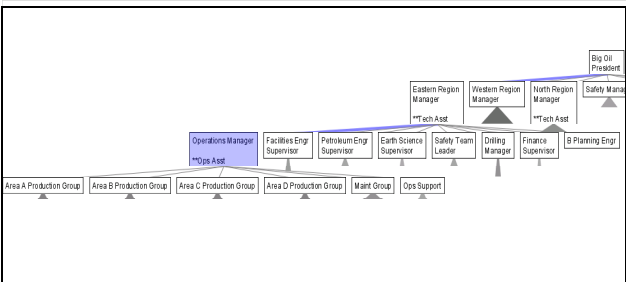 Big Oil
President
Eastern Region
Manager
**Tech Asst
Western Region
Manager
North Region
Manager
**Tech Asst
Safety Manag
Operations Manager
**Ops Asst
Facilities Engr
Supervisor
Petroleum Engr
Supervisor
Earth Science
Supervisor
Safety Team
Leader
Drilling
Manager
Finance
Supervisor
B Planning Engr
Area A Production Group
Area B Production Group
Area C Production Group
Area D Production Group
Maint Group
Ops Support